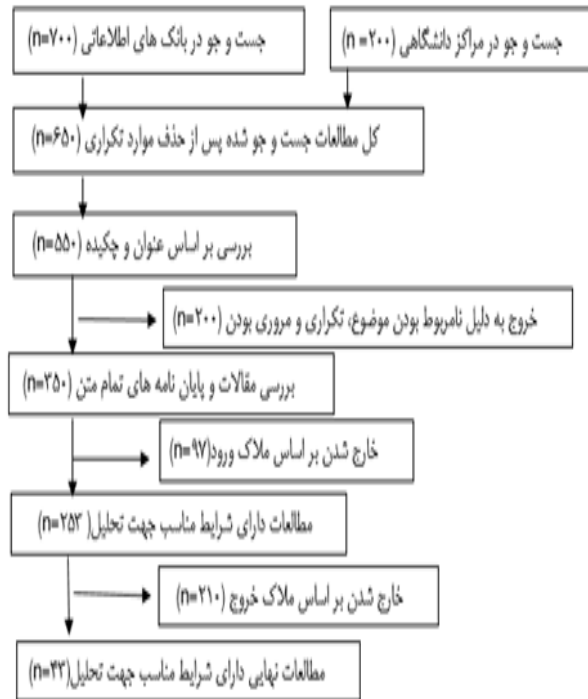 جست و جو در مراکز دانشگاهی (n =۲۰۰)
جست و جو در بانک های اطلاعاتی (n=۷۰۰)
کل مطالعات جست و جو شده پس از حذف موارد تکراری (n=۶۵۰)
بررسی بر اساس عنوان و چکیده (n=۵۵۰)
خروج به دلیل نامربوط بودن موضوع، تکراری و مروری بودن (n=۲۰۰)
بررسی مقالات و پایان نامه های تمام متن (n=۳۵۰)
خارج شدن بر اساس ملاک ورود(n=۹۷)
مطالعات دارای شرایط مناسب جهت تحلیل( n=۲۵۳)
خارج شدن بر اساس ملاک خروج (n=۲۱۰)
مطالعات نهایی دارای شرایط مناسب جهت تحلیل(n=۴۳)